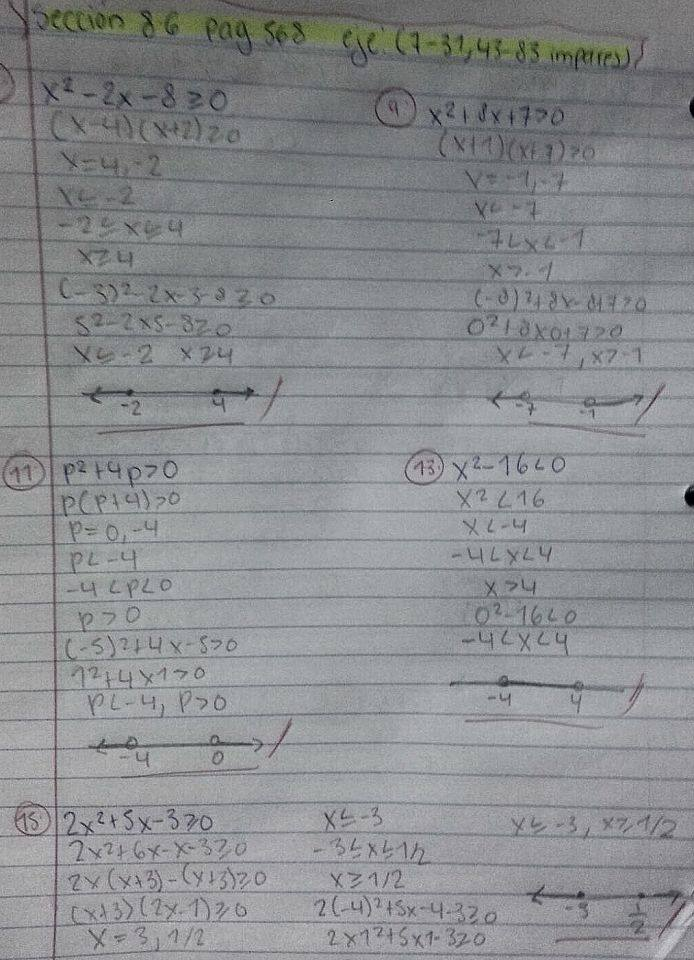 Sección 8.6 pag 568 eje (7-31, 43-83 impares)
x²-2x-8≥0
(x-4)(x+2)≥0
x=4,-2
x≤-2
-2≤x≤4
x≥4
(-3)²-2x-3-8≥0
5²-2x5-8≥0
x≤-2 x≥4
-2 4
9 x²+8x+7>0
(x+1)(x+7)>0
x=-1,-7
x<-7
-7<x<-1
x>-1
(-8)²+8x-8+7>0
0²+8x0+7>0
x<-7, x>-1
-7 -1
11 p²+4p>0
p(p+4)>0
p=0,-4
p<-4
-4<p<0
p>0
(-5)²+4x-5>0
1²+4x1>0
p<-4, p>0
-4 0
13 x²-16<0
x²<16
x<-4
-4<x<4
x>4
0²-16<0
-4<x<4
-4 4
15 2x²+5x-3≥0
2x²+6x-x-3≥0
2x(x+3)-(x+3)≥0
(x+3)(2x-1)≥0
x=3, 1/2
x≤-3
-3≤x≤1/2
x≥1/2
2(-4)²+5x-4-3≥0
2x1²+5x1-3≥0
x≤-3, x≥1/2
-3 1/2